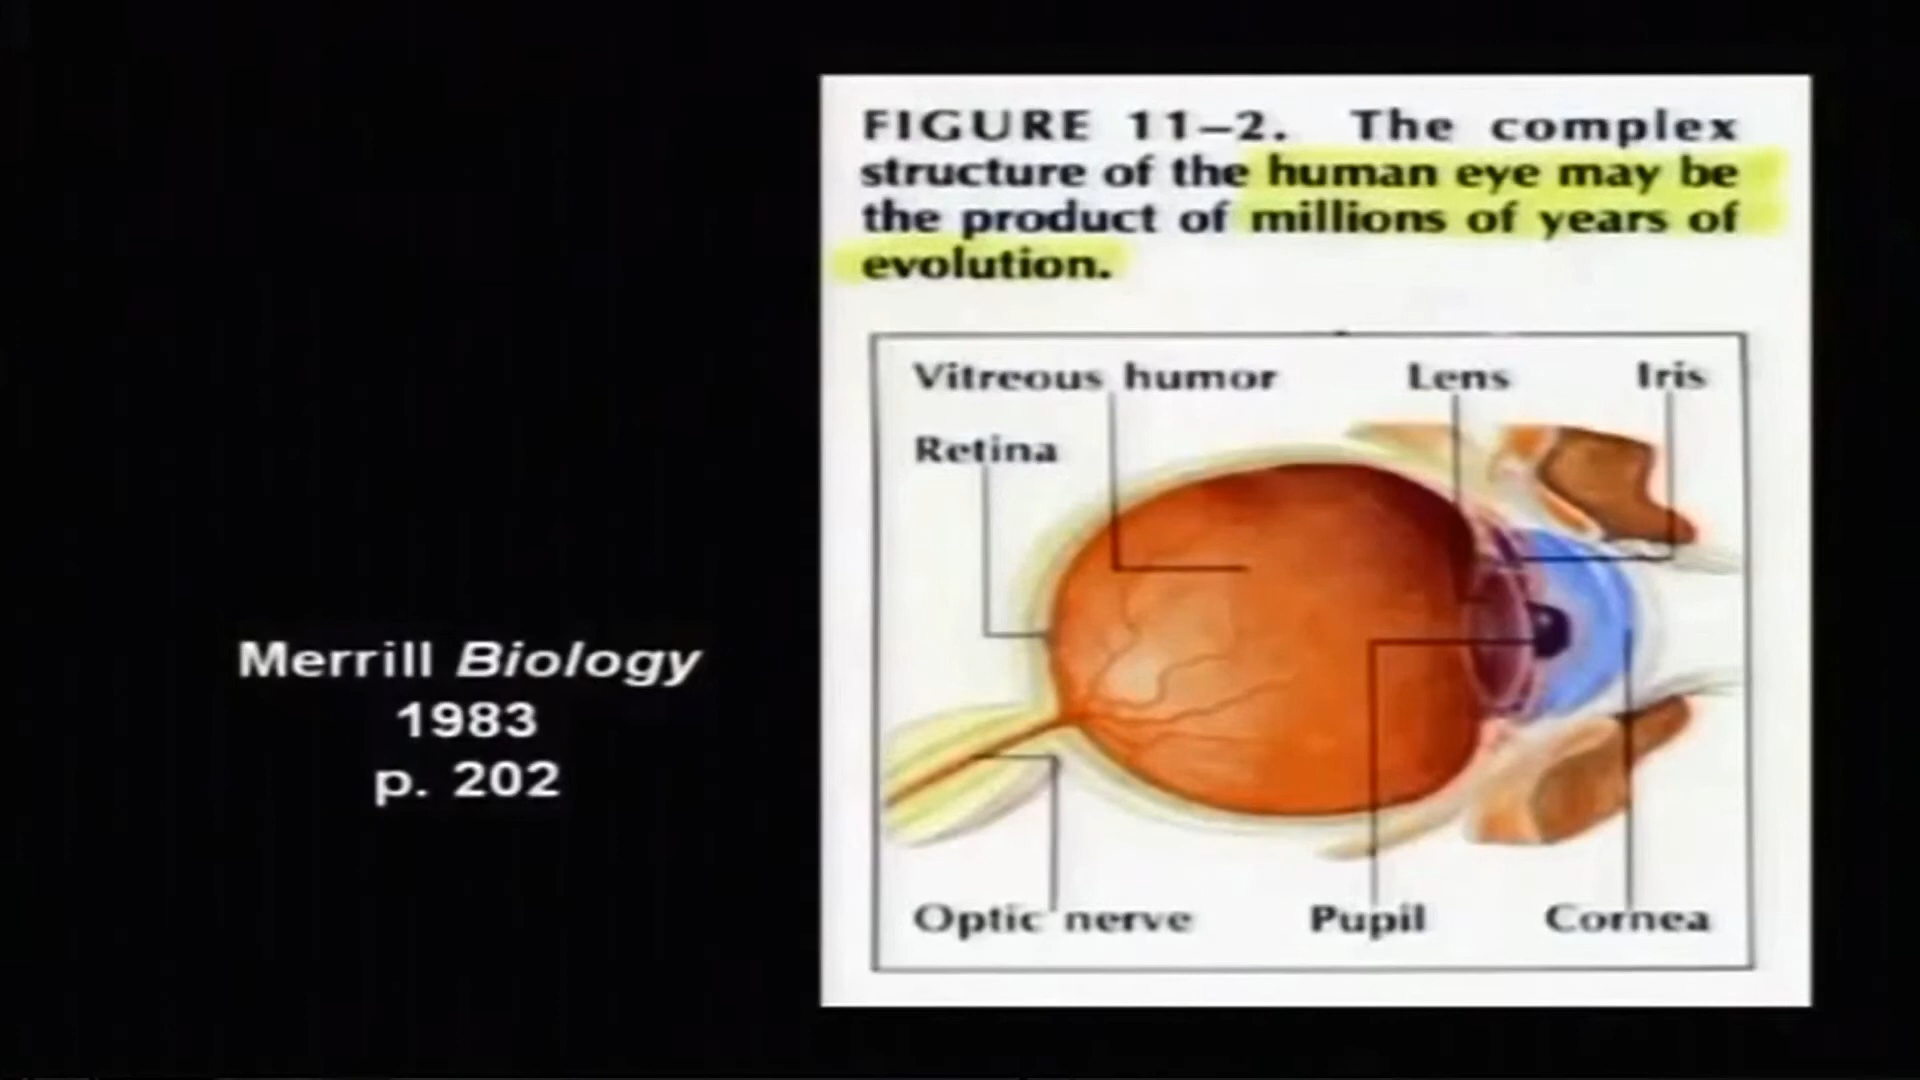 FIGURE 11–2. The complex
structure of the human eye may be
the product of millions of years of
evolution.
Vitreous humor
Lens
Iris
Retina
Merrill Biology
1983
p. 202
Optic nerve
Pupil
Cornea